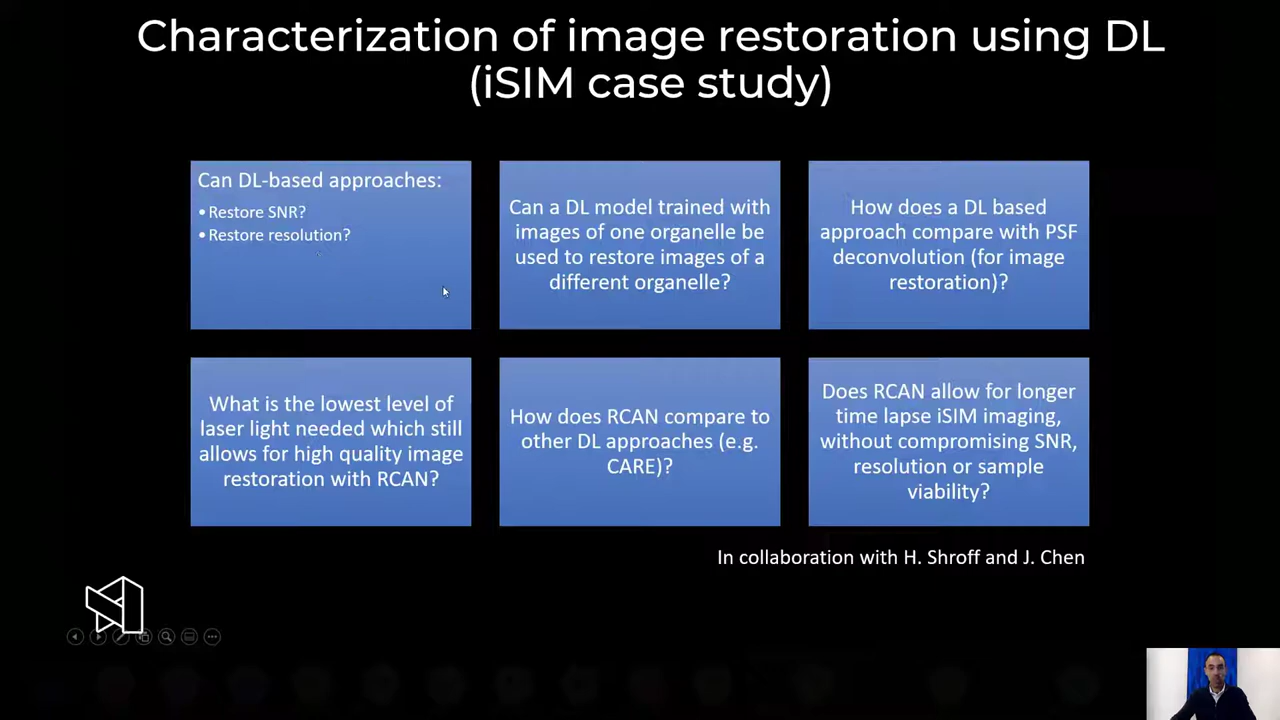 Characterization of image restoration using DL
(iSIM case study)
Can DL-based approaches:
• Restore SNR?
• Restore resolution?
Can a DL model trained with
images of one organelle be
used to restore images of a
different organelle?
How does a DL based
approach compare with PSF
deconvolution (for image
restoration)?
What is the lowest level of
laser light needed which still
allows for high quality image
restoration with RCAN?
How does RCAN compare to
other DL approaches (e.g.
CARE)?
Does RCAN allow for longer
time lapse iSIM imaging,
without compromising SNR,
resolution or sample
viability?
In collaboration with H. Shroff and J. Chen